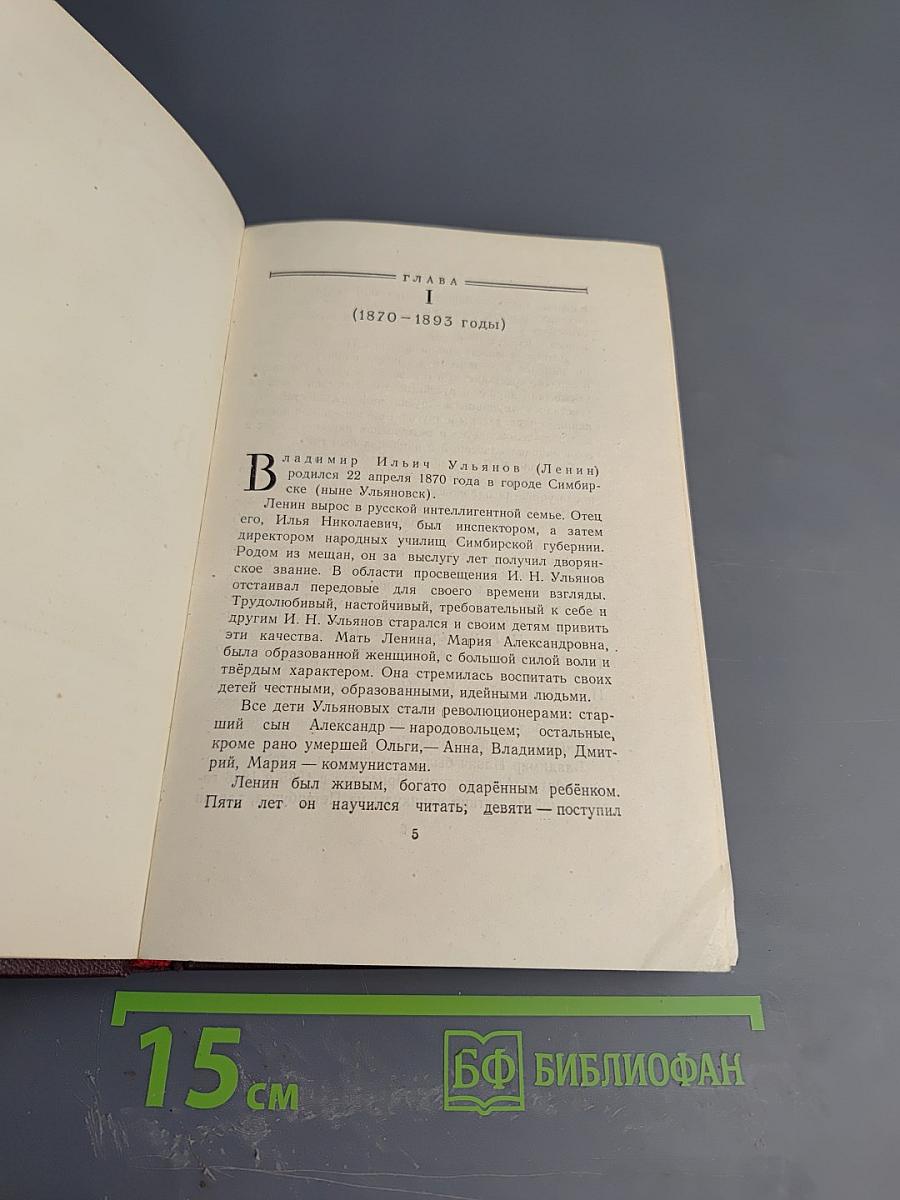 ГЛАВА
I
(1870–1893 годы)
Владимир Ильич Ульянов (Ленин)
родился 22 апреля 1870 года в городе Симбир-
ске (ныне Ульяновск).
Ленин вырос в русской интеллигентной семье. Отец
его, Илья Николаевич, был инспектором, а затем
директором народных училищ Симбирской губернии.
Родом из мещан, он за выслугу лет получил дворян-
ское звание. В области просвещения И. Н. Ульянов
отстаивал передовые для своего времени взгляды.
Трудолюбивый, настойчивый, требовательный к себе и
другим И. Н. Ульянов старался и своим детям привить
эти качества. Мать Ленина, Мария Александровна,
была образованной женщиной, с большой силой воли и
твёрдым характером. Она стремилась воспитать своих
детей честными, образованными, идейными людьми.
Все дети Ульяновых стали революционерами: стар-
ший сын Александр — народовольцем; остальные,
кроме рано умершей Ольги,— Анна, Владимир, Дмит-
рий, Мария — коммунистами.
Ленин был живым, богато одарённым ребёнком.
Пяти лет он научился читать; девяти — поступил
5
15 см
БФ БИБЛИОФАН